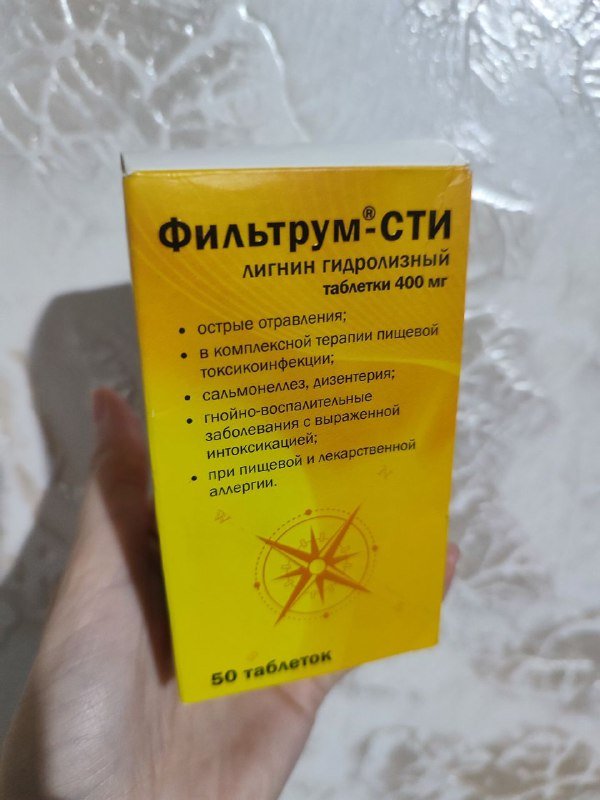 Фильтрум®-СТИ
лигнин гидролизный
таблетки 400 мг
• острые отравления;
• в комплексной терапии пищевой
токсикоинфекции;
• сальмонеллез, дизентерия;
• гнойно-воспалительные
заболевания с выраженной
интоксикацией;
• при пищевой и лекарственной
аллергии.
50 таблеток